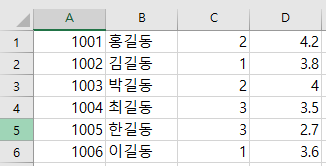 A B C D
1 1001 홍길동 2 4.2
2 1002 김길동 1 3.8
3 1003 박길동 2 4
4 1004 최길동 3 3.5
5 1005 한길동 3 2.7
6 1006 이길동 1 3.6